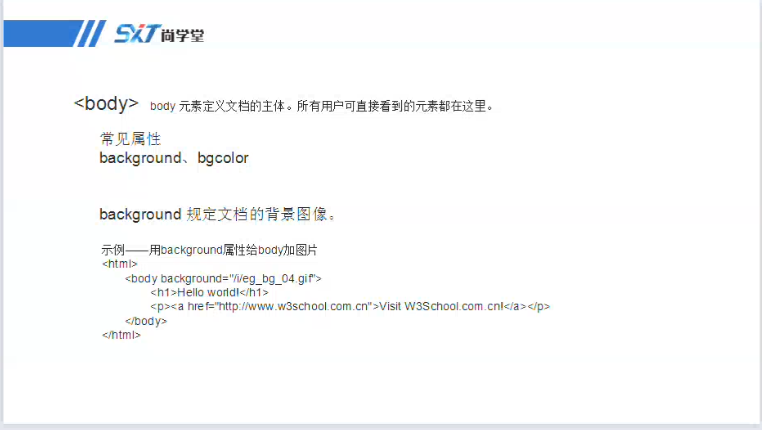 SXT尚学堂
<body> body 元素定义文档的主体。所有用户可直接看到的元素都在这里。
常见属性
background、bgcolor
background 规定文档的背景图像。
示例——用background属性给body加图片
<html>
<body background="/i/eg_bg_04.gif">
<h1>Hello world!</h1>
<p><a href="http://www.w3school.com.cn">Visit W3School.com.cn!</a></p>
</body>
</html>